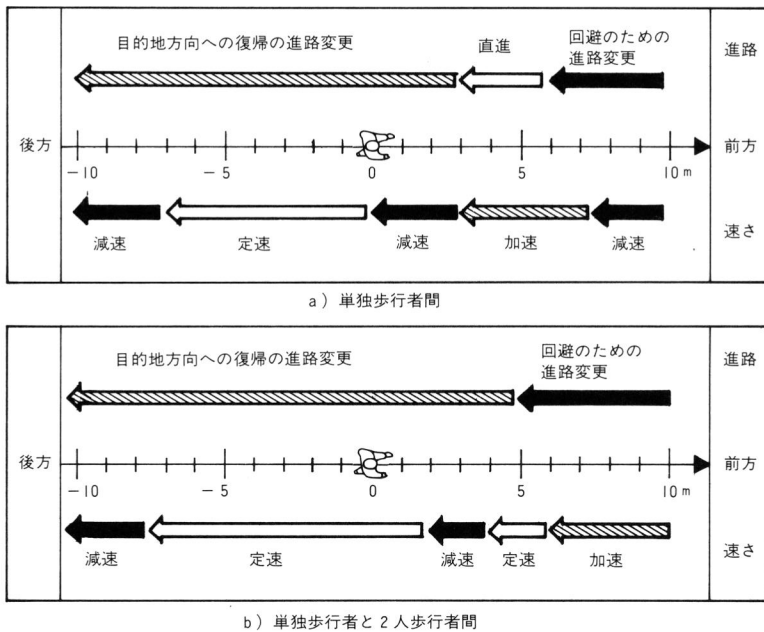 目的地方向への復帰の進路変更
直進
回避のための
進路変更
進路
後方
前方
－10
－5
0
5
10 m
減速
定速
減速
加速
減速
速さ
a）単独歩行者間
目的地方向への復帰の進路変更
回避のための
進路変更
進路
後方
前方
－10
－5
0
5
10 m
減速
定速
減速
定速
加速
速さ
b）単独歩行者と2人歩行者間